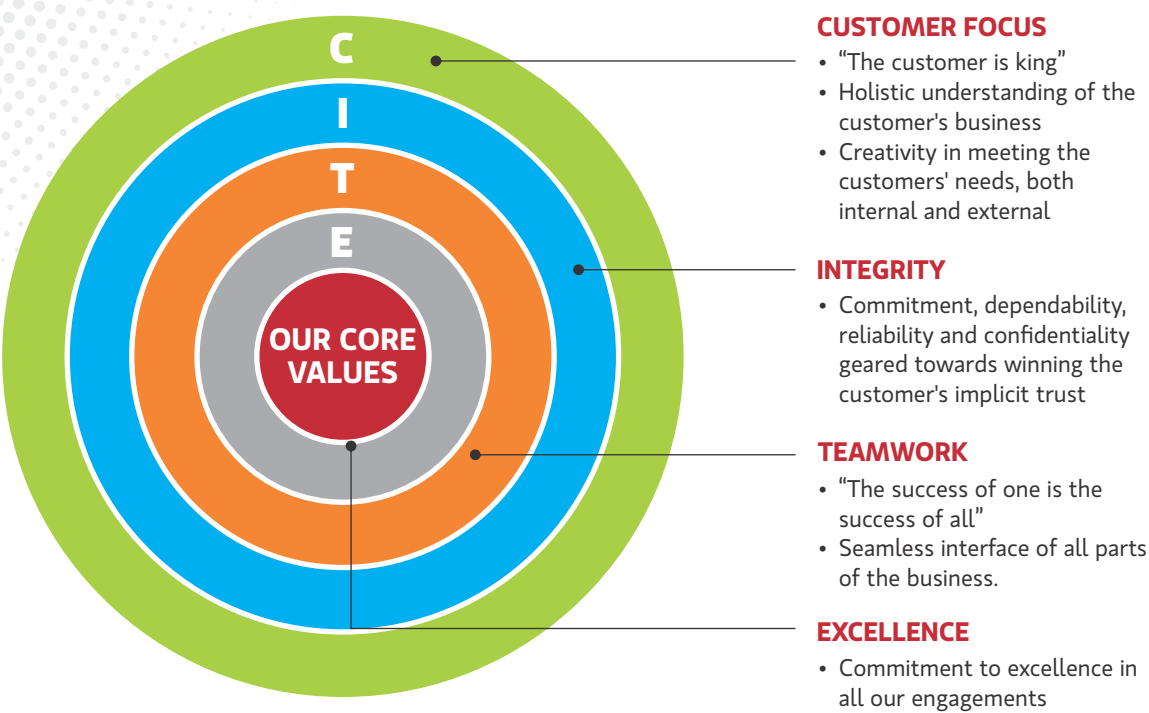 C
I
T
E
OUR CORE
VALUES
CUSTOMER FOCUS
• “The customer is king”
• Holistic understanding of the
customer's business
• Creativity in meeting the
customers' needs, both
internal and external
INTEGRITY
• Commitment, dependability,
reliability and confidentiality
geared towards winning the
customer's implicit trust
TEAMWORK
• “The success of one is the
success of all”
• Seamless interface of all parts
of the business.
EXCELLENCE
• Commitment to excellence in
all our engagements